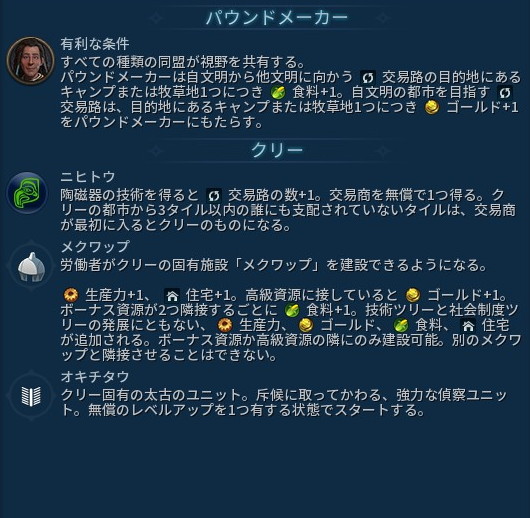 パウンドメーカー
有利な条件
すべての種類の同盟が視野を共有する。
パウンドメーカーは自文明から他文明に向かう 交易路の目的地にある
キャンプまたは牧草地1つにつき 食料+1。自文明の都市を目指す
交易路は、目的地にあるキャンプまたは牧草地1つにつき ゴールド+1
をパウンドメーカーにもたらす。
クリー
ニヒトウ
陶磁器の技術を得ると 交易路の数+1。交易商を無償で1つ得る。ク
リーの都市から3タイル以内の誰にも支配されていないタイルは、交易商
が最初に入るとクリーのものになる。
メクワップ
労働者がクリーの固有施設「メクワップ」を建設できるようになる。
生産力+1、 住宅+1。高級資源に接していると ゴールド+1。
ボーナス資源が2つ隣接するごとに 食料+1。技術ツリーと社会制度ツ
リーの発展にともない、 生産力、 ゴールド、 食料、 住宅
が追加される。ボーナス資源か高級資源の隣にのみ建設可能。別のメクワ
ップと隣接させることはできない。
オキチタウ
クリー固有の太古のユニット。斥候に取ってかわる、強力な偵察ユニッ
ト。無償のレベルアップを1つ有する状態でスタートする。